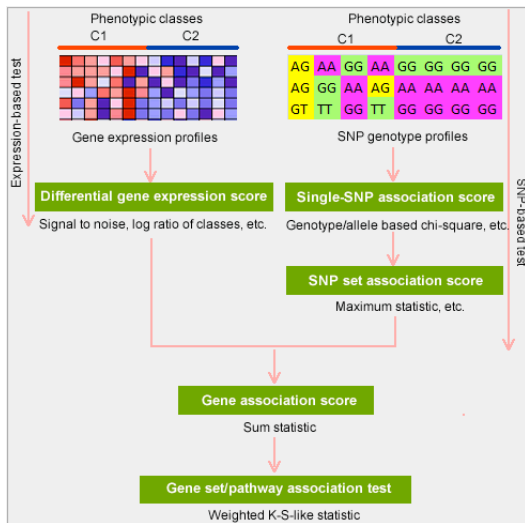 Phenotypic classes
C1 C2
Gene expression profiles
Differential gene expression score
Signal to noise, log ratio of classes, etc.
Expression-based test
Phenotypic classes
C1 C2
AG AA GG AA GG GG GG GG
AG GG AA AG AA AA AA AA
GT TT GG TT GG GG GG GG
SNP genotype profiles
Single-SNP association score
Genotype/allele based chi-square, etc.
SNP set association score
Maximum statistic, etc.
SNP-based test
Gene association score
Sum statistic
Gene set/pathway association test
Weighted K-S-like statistic